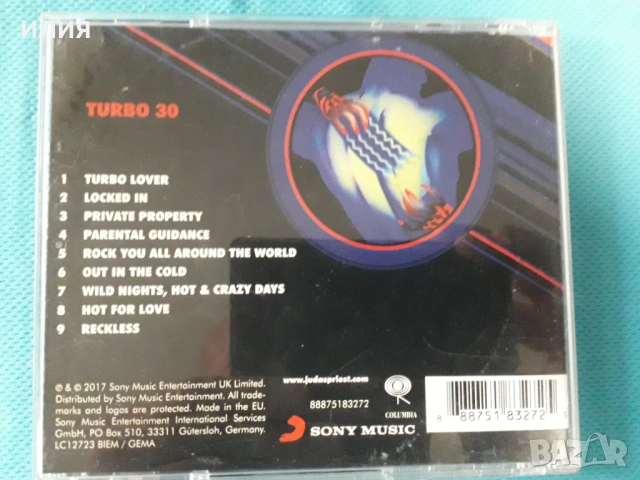 илия
TURBO 30
1 TURBO LOVER
2 LOCKED IN
3 PRIVATE PROPERTY
4 PARENTAL GUIDANCE
5 ROCK YOU ALL AROUND THE WORLD
6 OUT IN THE COLD
7 WILD NIGHTS, HOT & CRAZY DAYS
8 HOT FOR LOVE
9 RECKLESS
℗ & © 2017 Sony Music Entertainment UK Limited.
Distributed by Sony Music Entertainment. All trade-
marks and logos are protected. Made in the EU.
Sony Music Entertainment International Services
GmbH, PO Box 510, 33311 Gütersloh, Germany.
LC12723 BIEM / GEMA
www.judaspriest.com
88875183272
COLUMBIA
SONY MUSIC
8 88751 83272
BAZAR